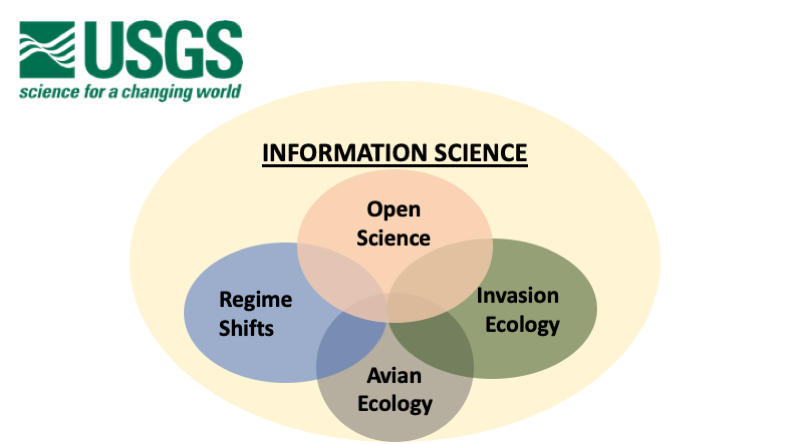 USGS
science for a changing world
INFORMATION SCIENCE
Open
Science
Regime
Shifts
Invasion
Ecology
Avian
Ecology